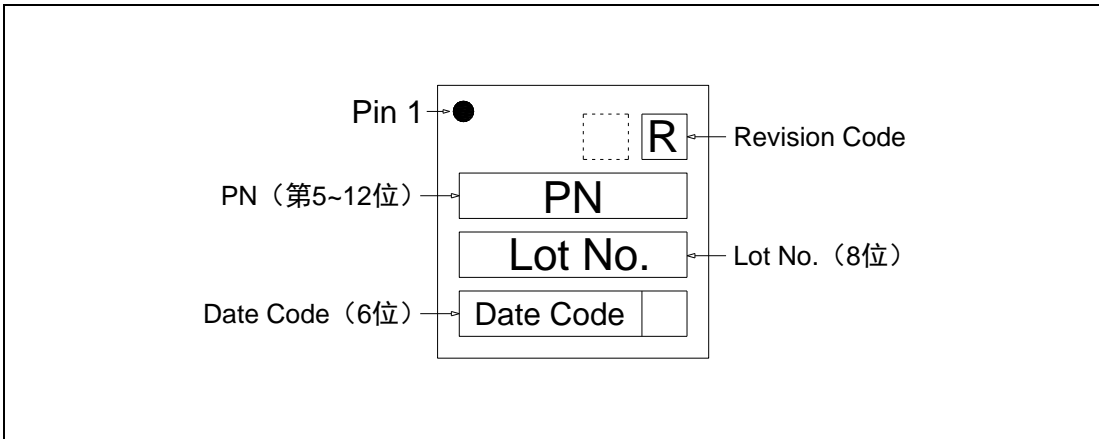 Pin 1
R
Revision Code
PN（第5~12位）
PN
Lot No.
Lot No.（8位）
Date Code（6位）
Date Code